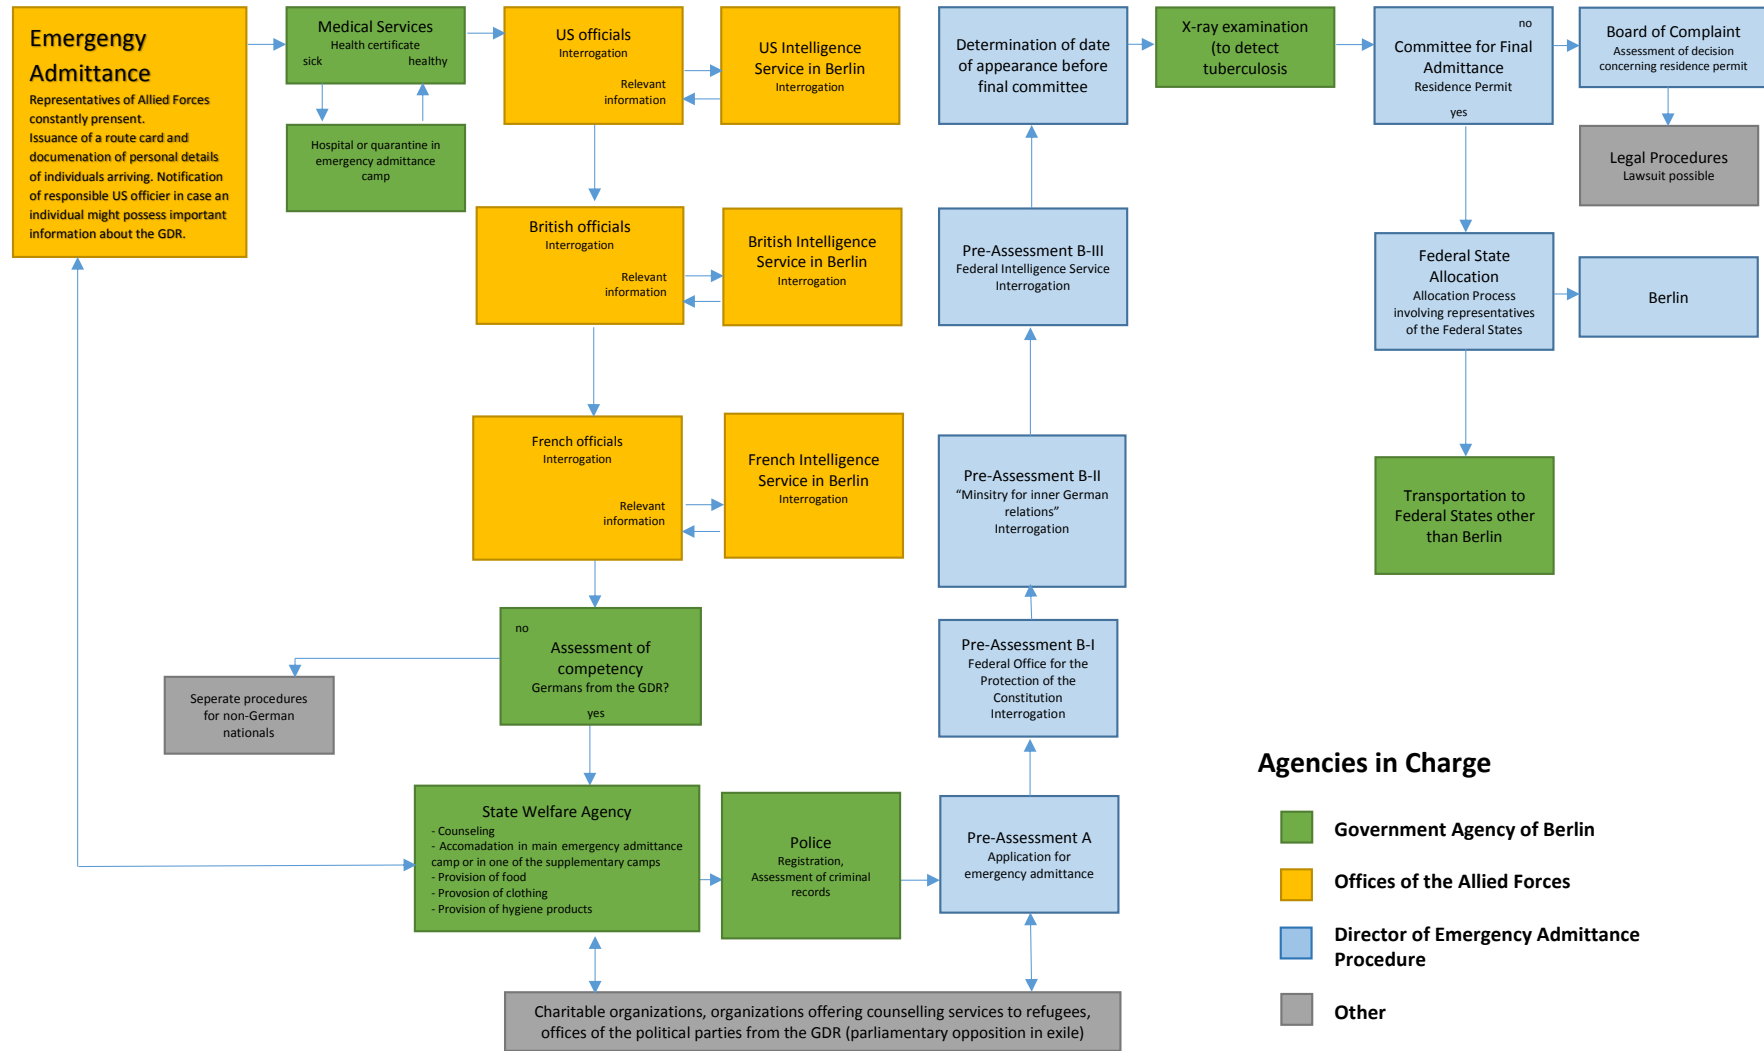 Emergengy
Admittance
Representatives of Allied Forces
constantly prensent.
Issuance of a route card and
documenation of personal details
of individuals arriving. Notification
of responsible US officier in case an
individual might possess important
information about the GDR.
Medical Services
Health certificate
sick healthy
Hospital or quarantine in
emergency admittance
camp
US officials
Interrogation
Relevant
information
US Intelligence
Service in Berlin
Interrogation
British officials
Interrogation
Relevant
information
British Intelligence
Service in Berlin
Interrogation
French officials
Interrogation
Relevant
information
French Intelligence
Service in Berlin
Interrogation
no
Assessment of
competency
Germans from the GDR?
yes
Seperate procedures
for non-German
nationals
State Welfare Agency
- Counseling
- Accomadation in main emergency admittance
camp or in one of the supplementary camps
- Provision of food
- Provosion of clothing
- Provision of hygiene products
Police
Registration,
Assessment of criminal
records
Pre-Assessment A
Application for
emergency admittance
Charitable organizations, organizations offering counselling services to refugees,
offices of the political parties from the GDR (parliamentary opposition in exile)
Pre-Assessment B-I
Federal Office for the
Protection of the
Constitution
Interrogation
Pre-Assessment B-II
“Minsitry for inner German
relations”
Interrogation
Pre-Assessment B-III
Federal Intelligence Service
Interrogation
Determination of date
of appearance before
final committee
X-ray examination
(to detect
tuberculosis
no
Committee for Final
Admittance
Residence Permit
yes
Board of Complaint
Assessment of decision
concerning residence permit
Legal Procedures
Lawsuit possible
Federal State
Allocation
Allocation Process
involving representatives
of the Federal States
Berlin
Transportation to
Federal States other
than Berlin
Agencies in Charge
Government Agency of Berlin
Offices of the Allied Forces
Director of Emergency Admittance
Procedure
Other